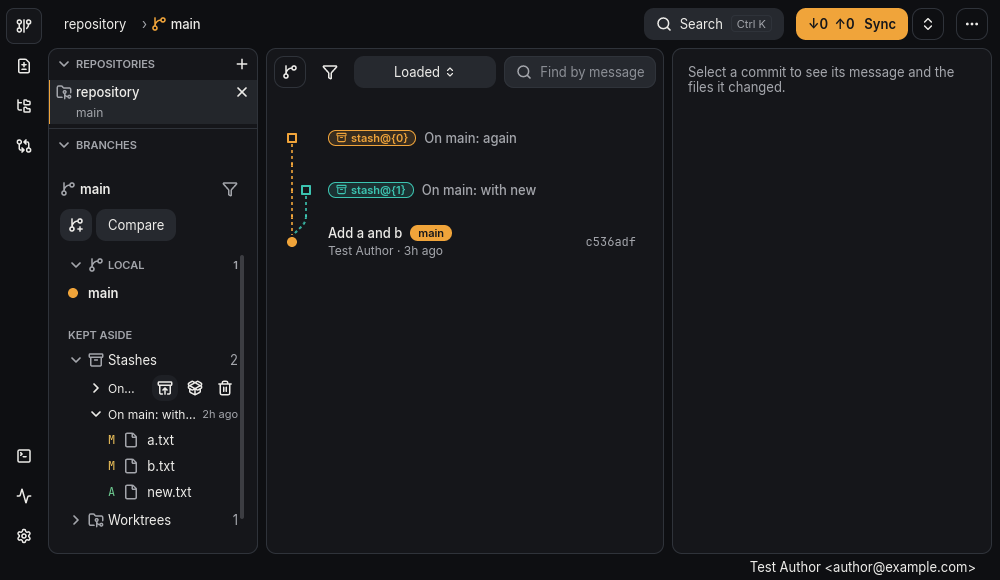 repository › main
Search Ctrl K
↓0 ↑0 Sync
REPOSITORIES
repository
main
BRANCHES
main
Compare
LOCAL 1
main
KEPT ASIDE
Stashes 2
On...
On main: with... 2h ago
M a.txt
M b.txt
A new.txt
Worktrees 1
Loaded
Find by message
stash@{0} On main: again
stash@{1} On main: with new
Add a and b main
Test Author · 3h ago
c536adf
Select a commit to see its message and the
files it changed.
Test Author <author@example.com>